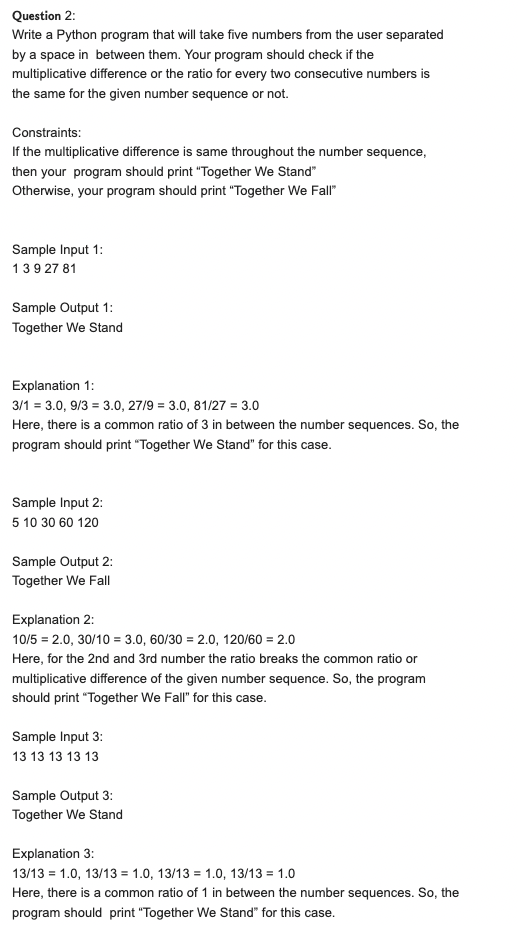 Question 2:
Write a Python program that will take five numbers from the user separated
by a space in between them. Your program should check if the
multiplicative difference or the ratio for every two consecutive numbers is
the same for the given number sequence or not.
Constraints:
If the multiplicative difference is same throughout the number sequence,
then your program should print “Together We Stand”
Otherwise, your program should print “Together We Fall”
Sample Input 1:
1 3 9 27 81
Sample Output 1:
Together We Stand
Explanation 1:
3/1 = 3.0, 9/3 = 3.0, 27/9 = 3.0, 81/27 = 3.0
Here, there is a common ratio of 3 in between the number sequences. So, the
program should print “Together We Stand” for this case.
Sample Input 2:
5 10 30 60 120
Sample Output 2:
Together We Fall
Explanation 2:
10/5 = 2.0, 30/10 = 3.0, 60/30 = 2.0, 120/60 = 2.0
Here, for the 2nd and 3rd number the ratio breaks the common ratio or
multiplicative difference of the given number sequence. So, the program
should print “Together We Fall” for this case.
Sample Input 3:
13 13 13 13 13
Sample Output 3:
Together We Stand
Explanation 3:
13/13 = 1.0, 13/13 = 1.0, 13/13 = 1.0, 13/13 = 1.0
Here, there is a common ratio of 1 in between the number sequences. So, the
program should print “Together We Stand” for this case.